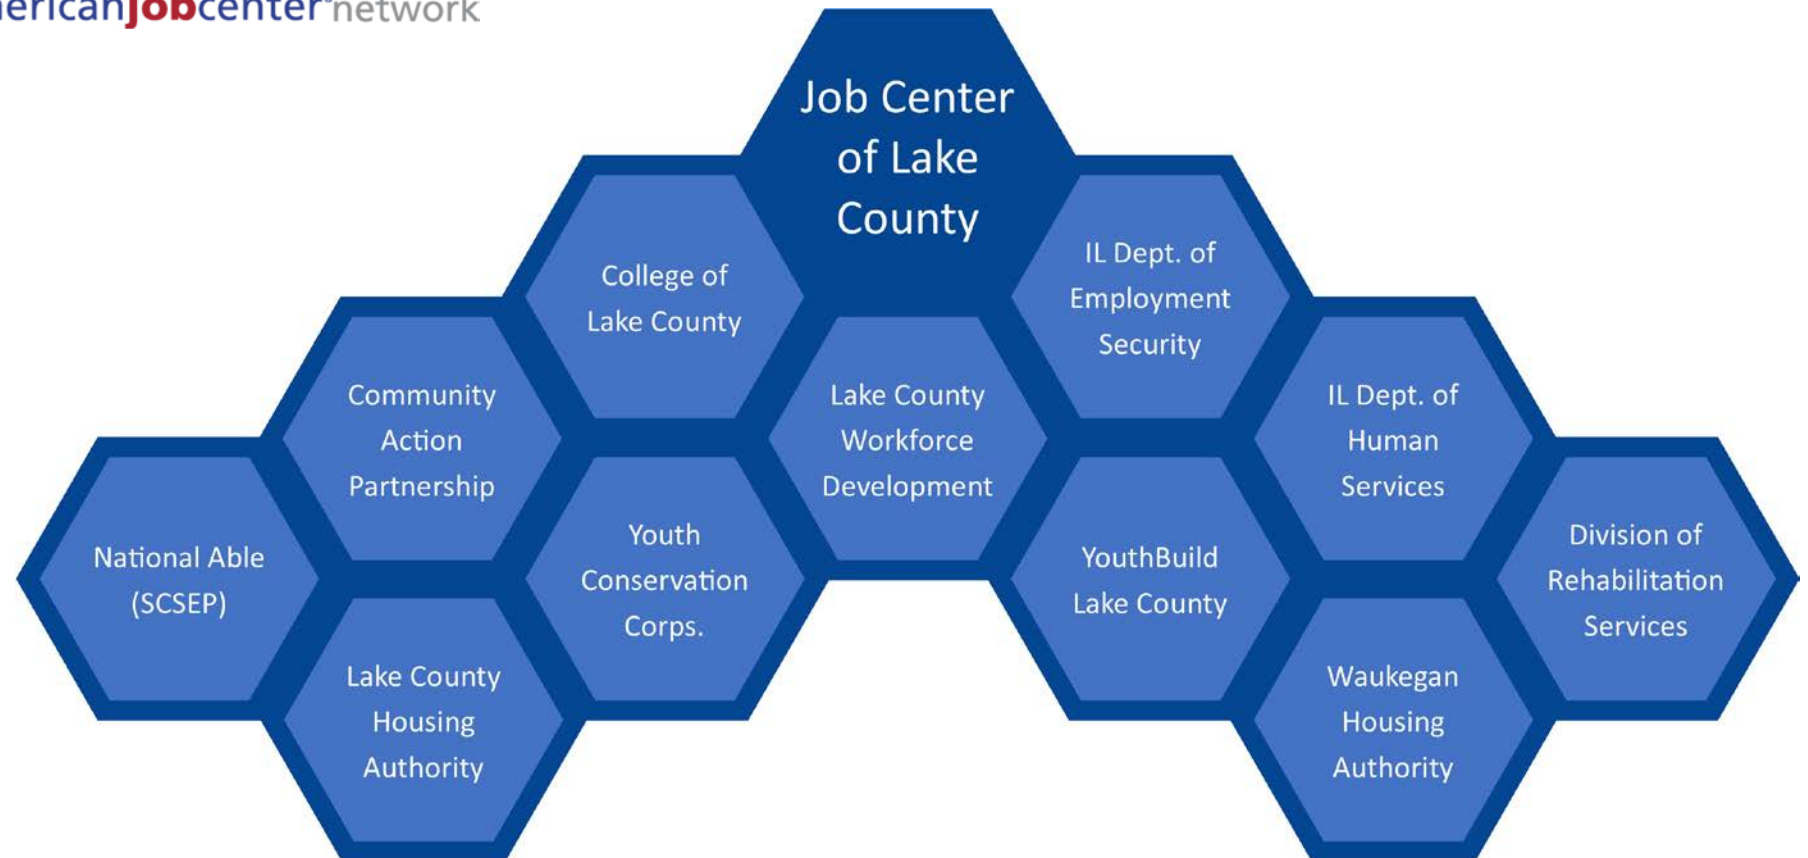 ericanjobcenter network
Job Center
of Lake
County
College of
Lake County
IL Dept. of
Employment
Security
Community
Action
Partnership
Lake County
Workforce
Development
IL Dept. of
Human
Services
National Able
(SCSEP)
Youth
Conservation
Corps.
YouthBuild
Lake County
Division of
Rehabilitation
Services
Lake County
Housing
Authority
Waukegan
Housing
Authority